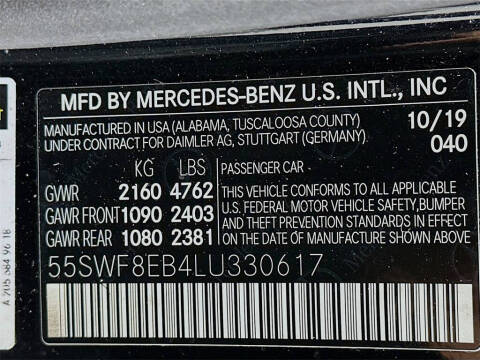 MFD BY MERCEDES-BENZ U.S. INTL., INC
MANUFACTURED IN USA (ALABAMA, TUSCALOOSA COUNTY) 10/19
UNDER CONTRACT FOR DAIMLER AG, STUTTGART (GERMANY) 040
KG LBS PASSENGER CAR
GWR 2160 4762 THIS VEHICLE CONFORMS TO ALL APPLICABLE
GAWR FRONT 1090 2403 U.S. FEDERAL MOTOR VEHICLE SAFETY,BUMPER
GAWR REAR 1080 2381 AND THEFT PREVENTION STANDARDS IN EFFECT
ON THE DATE OF MANUFACTURE SHOWN ABOVE
55SWF8EB4LU330617